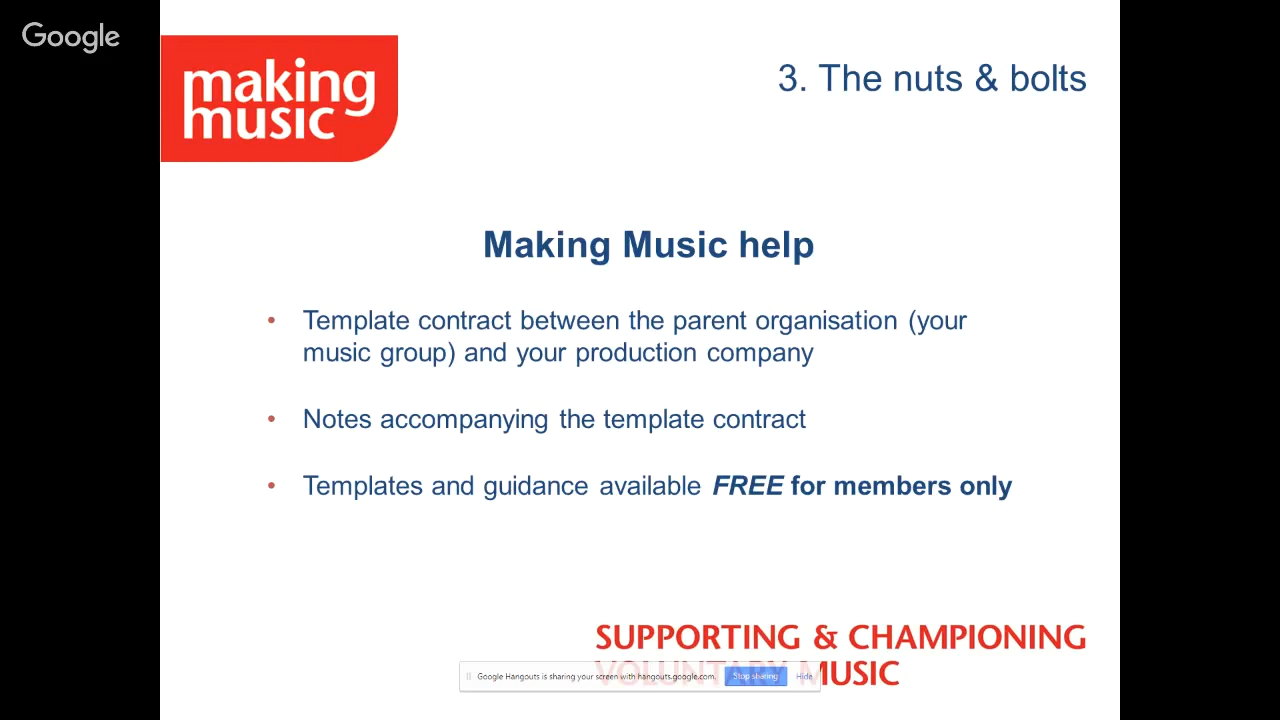 Google
making
music
3. The nuts & bolts
Making Music help
• Template contract between the parent organisation (your
music group) and your production company
• Notes accompanying the template contract
• Templates and guidance available FREE for members only
SUPPORTING & CHAMPIONING
VOLUNTARY MUSIC
Google Hangouts is sharing your screen with hangouts.google.com. Stop sharing Hide